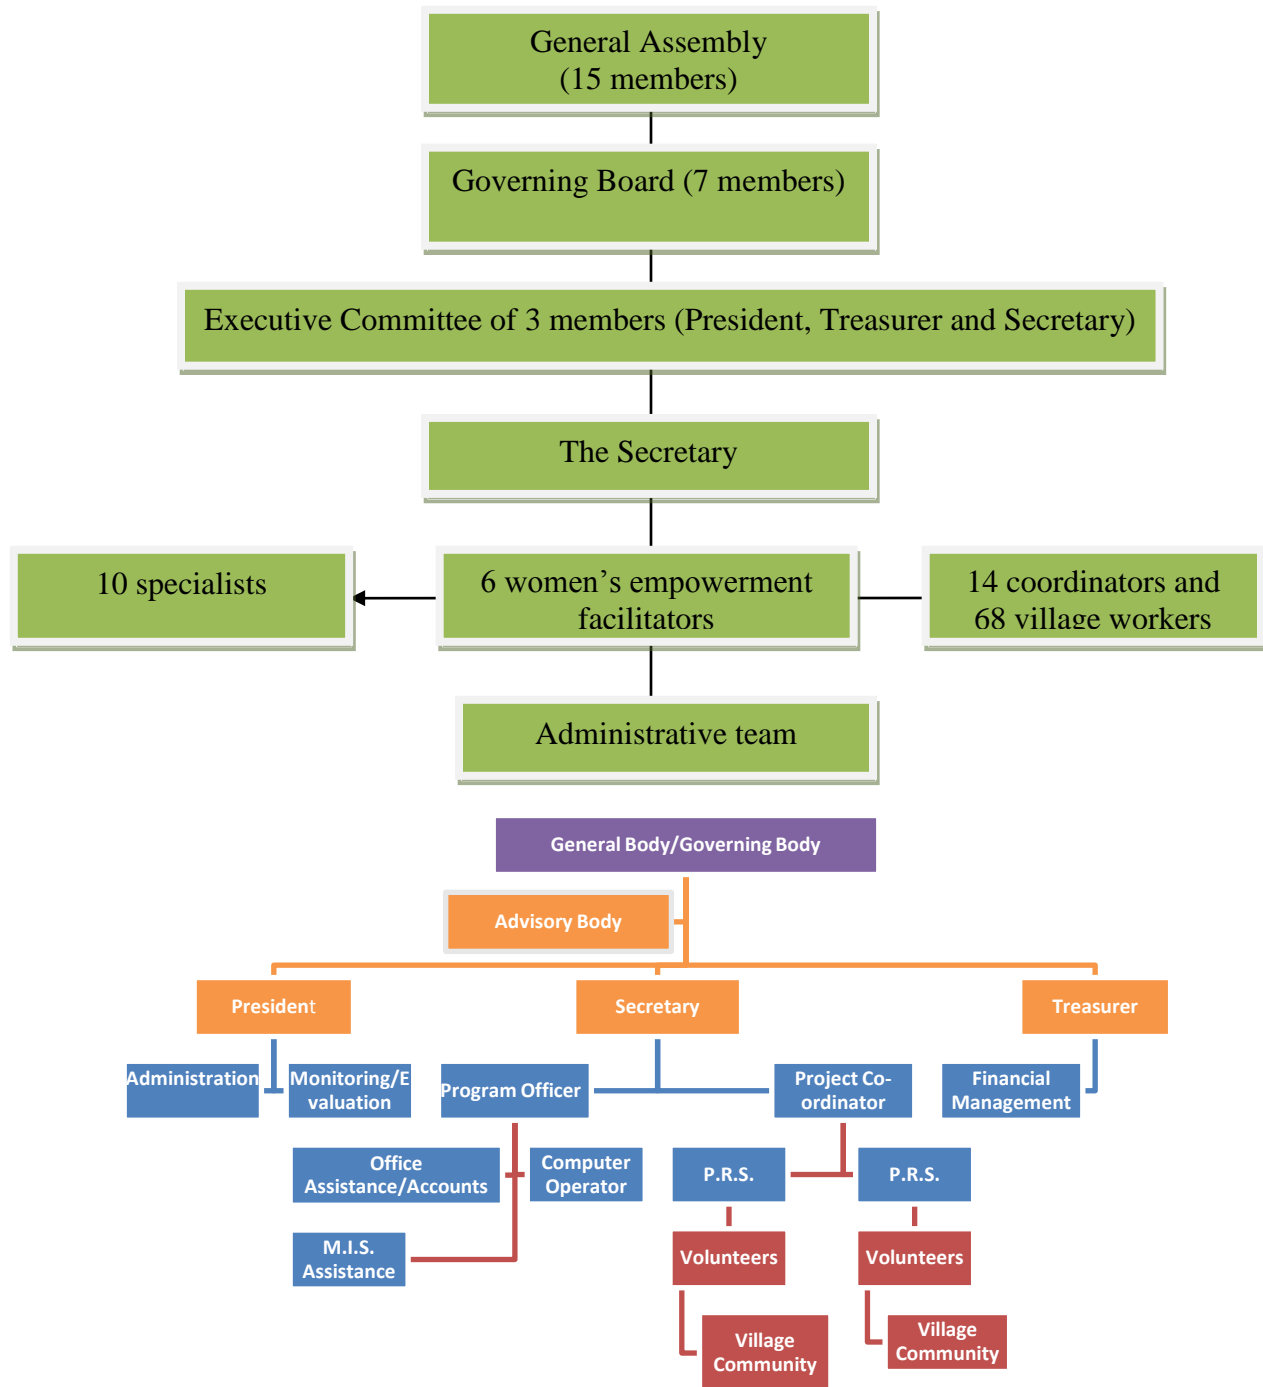 General Assembly
(15 members)
Governing Board (7 members)
Executive Committee of 3 members (President, Treasurer and Secretary)
The Secretary
10 specialists
6 women’s empowerment
facilitators
14 coordinators and
68 village workers
Administrative team
General Body/Governing Body
Advisory Body
President
Secretary
Treasurer
Administration
Monitoring/E
valuation
Program Officer
Project Co-
ordinator
Financial
Management
Office
Assistance/Accounts
Computer
Operator
P.R.S.
P.R.S.
M.I.S.
Assistance
Volunteers
Volunteers
Village
Community
Village
Community